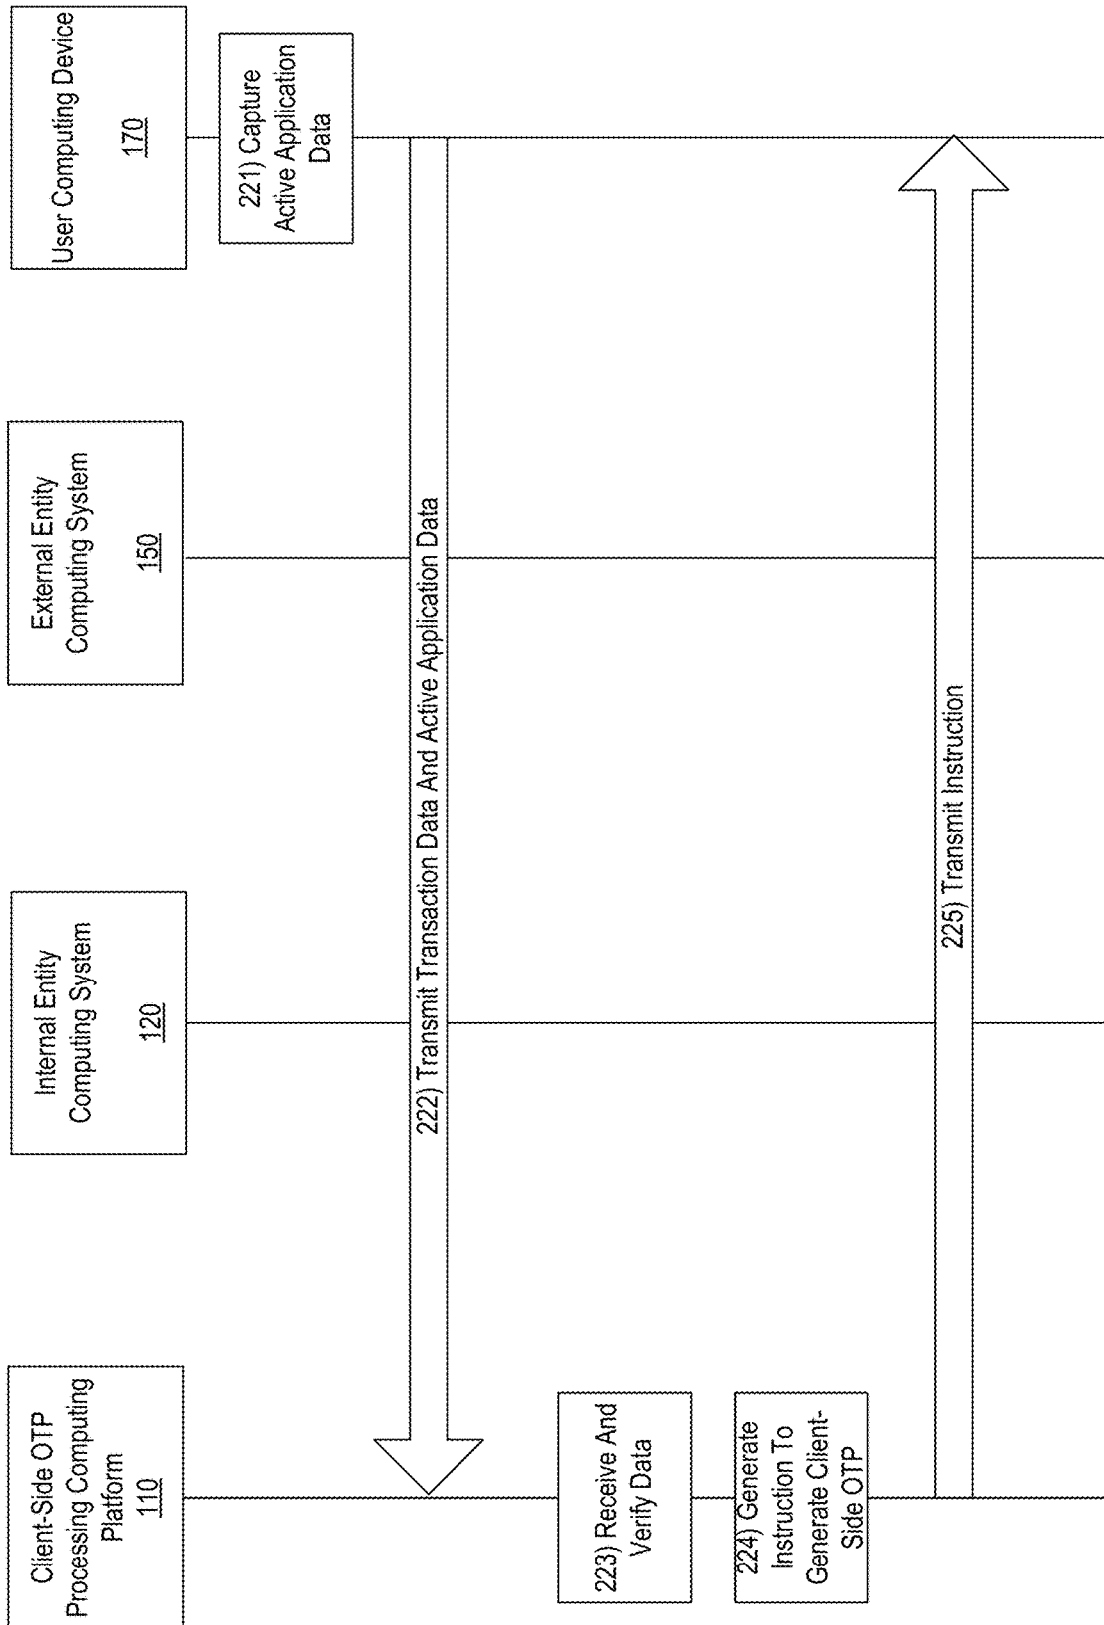 Client-Side OTP
Processing Computing
Platform
110
Internal Entity
Computing System
120
External Entity
Computing System
150
User Computing Device
170
221) Capture
Active Application
Data
222) Transmit Transaction Data And Active Application Data
223) Receive And
Verify Data
224) Generate
Instruction To
Generate Client-
Side OTP
225) Transmit Instruction